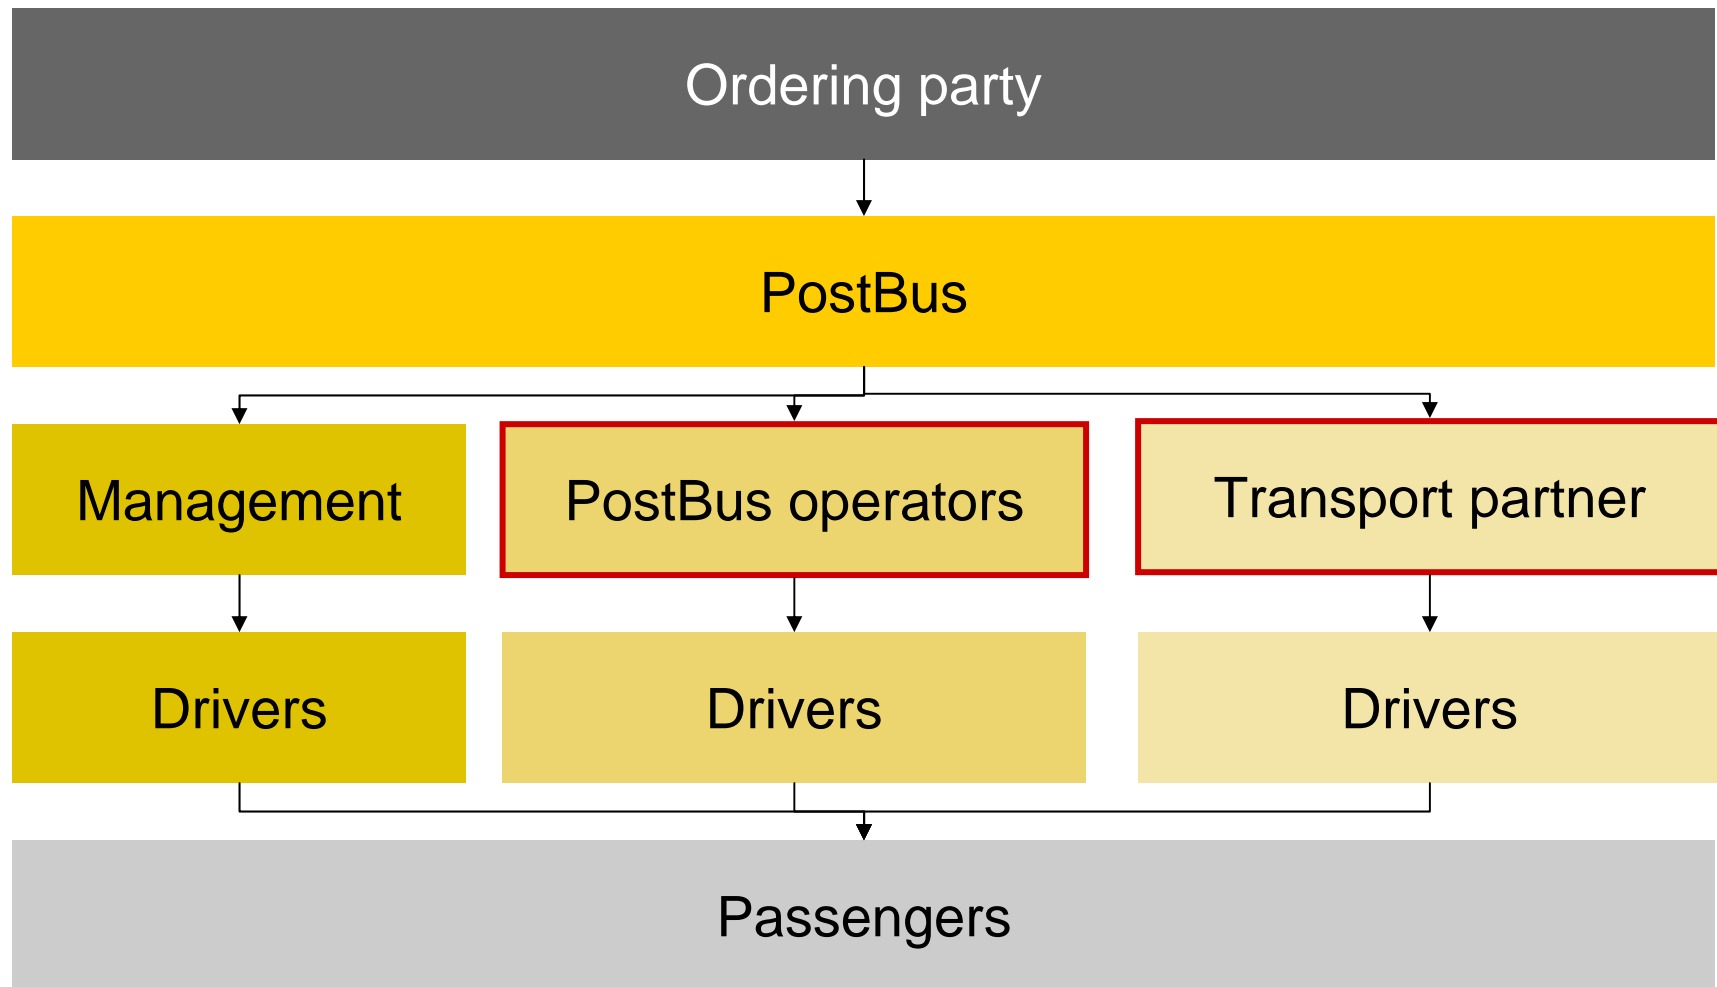 Ordering party
PostBus
Management
PostBus operators
Transport partner
Drivers
Drivers
Drivers
Passengers